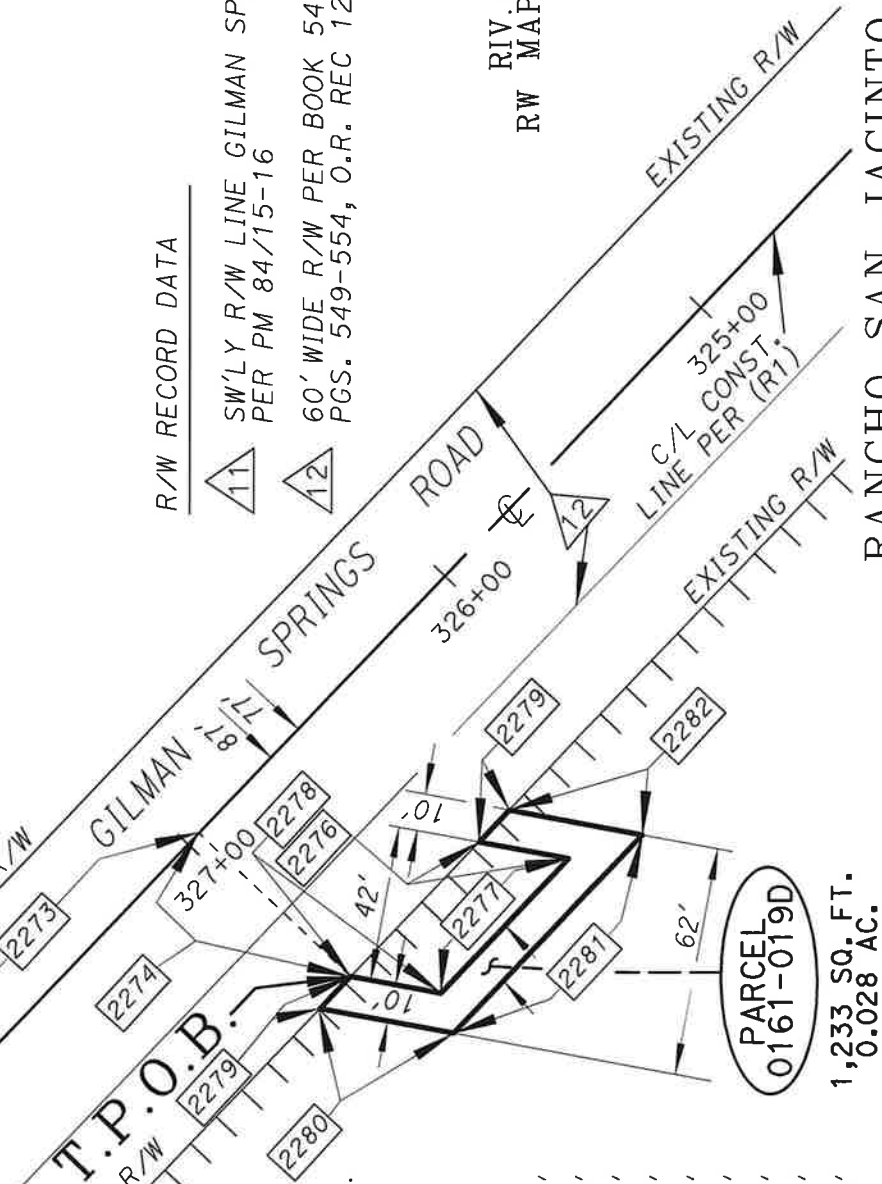 R/W RECORD DATA
11
SW'LY R/W LINE GILMAN SP
PER PM 84/15-16
12
60' WIDE R/W PER BOOK 54
PGS. 549-554, O.R. REC 12
RIV.
RW MAP
R/W
GILMAN SPRINGS ROAD
EXISTING R/W
87'
77'
327+00
326+00
325+00
C/L CONST.
LINE PER (R1)
12
EXISTING R/W
RANCHO SAN JACINTO
2273
2274
2278
2276
2277
2279
2282
2281
2279
2280
T.P.O.B.
R/W
42'
10'
10'
62'
PARCEL
0161-019D
1,233 SQ. FT.
0.028 AC.